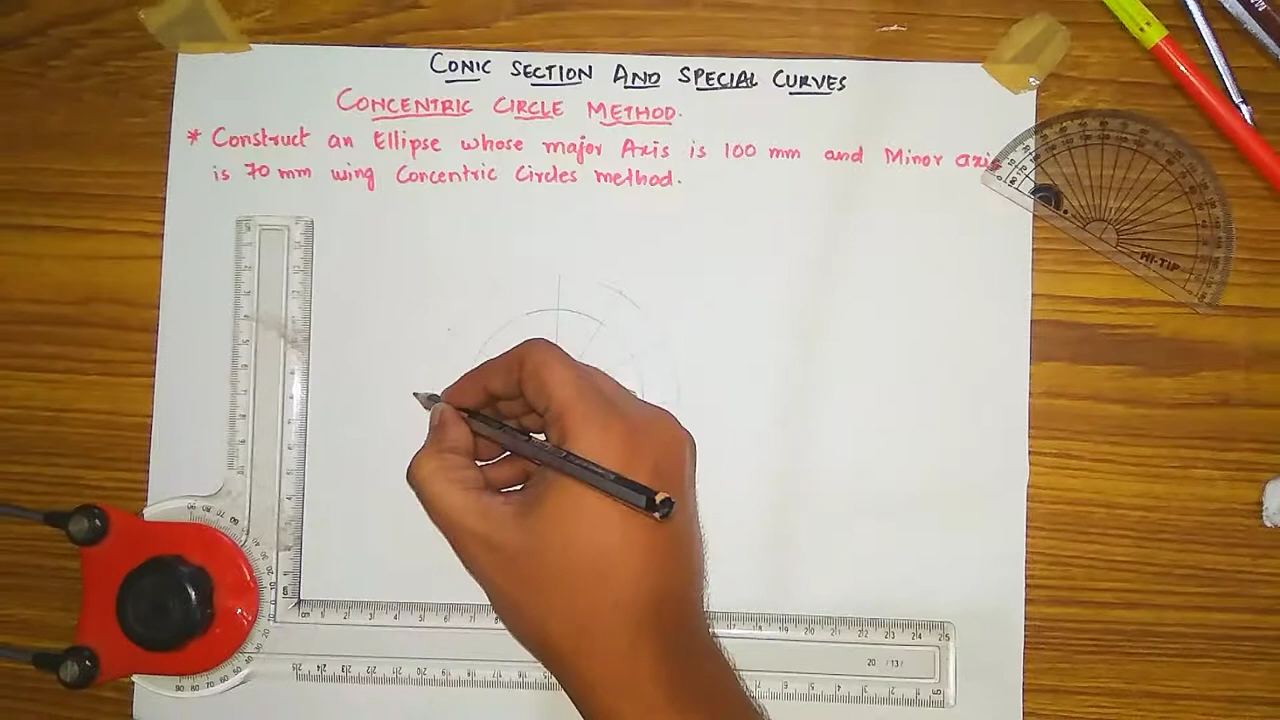 CONIC SECTION AND SPECIAL CURVES
CONCENTRIC CIRCLE METHOD.
* Construct an Ellipse whose major Axis is 100 mm and Minor axis
is 70 mm using Concentric Circles method.
HI-TIP